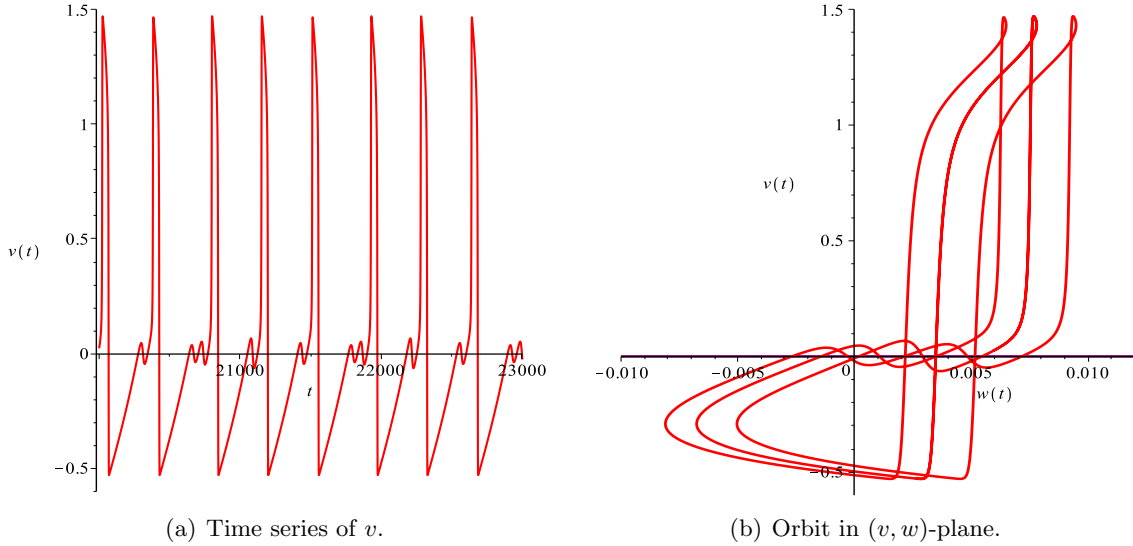 1.5
1
v(t)
0.5
0
21000
22000
23000
t
−0.5
(a) Time series of v.
1.5
1
v(t)
0.5
−0.010
−0.005
0
0.005
0.010
w(t)
−0.5
(b) Orbit in (v, w)-plane.